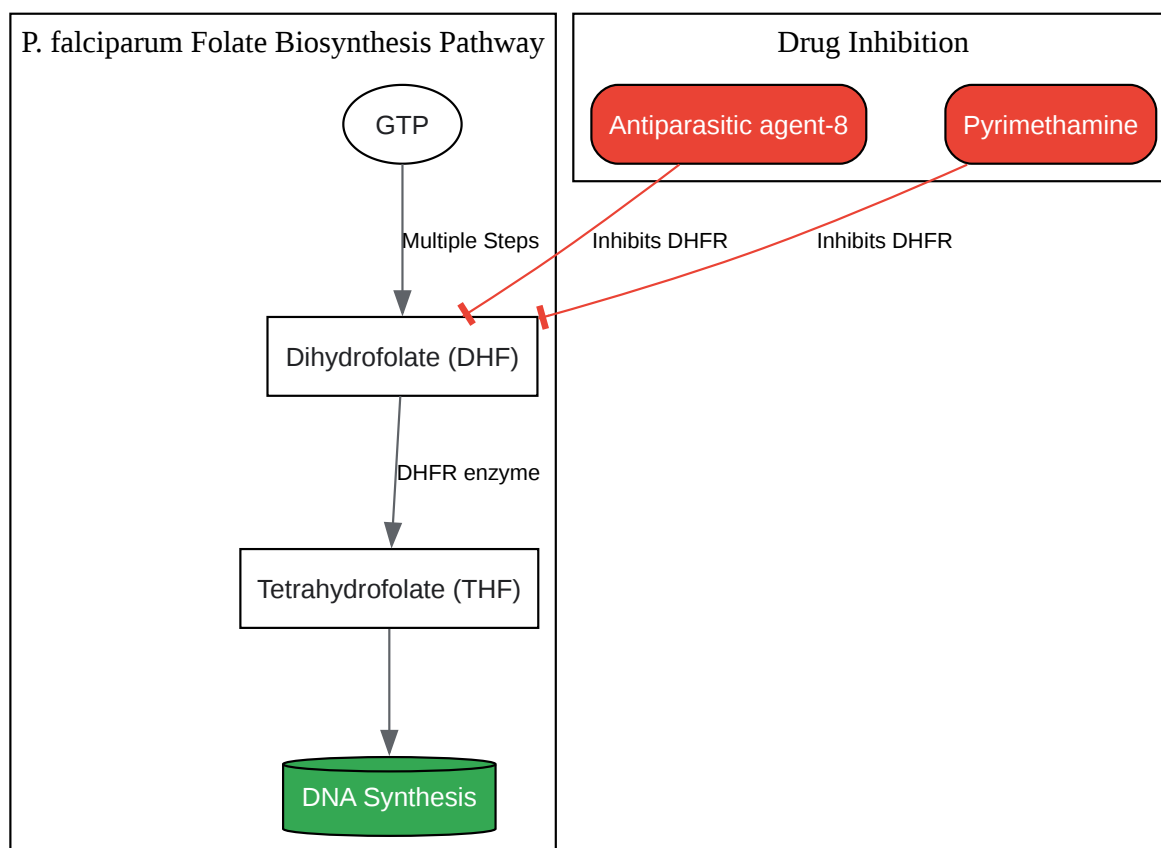 P. falciparum Folate Biosynthesis Pathway
Drug Inhibition
GTP
Antiparasitic agent-8
Pyrimethamine
Multiple Steps
Inhibits DHFR
Inhibits DHFR
Dihydrofolate (DHF)
DHFR enzyme
Tetrahydrofolate (THF)
DNA Synthesis